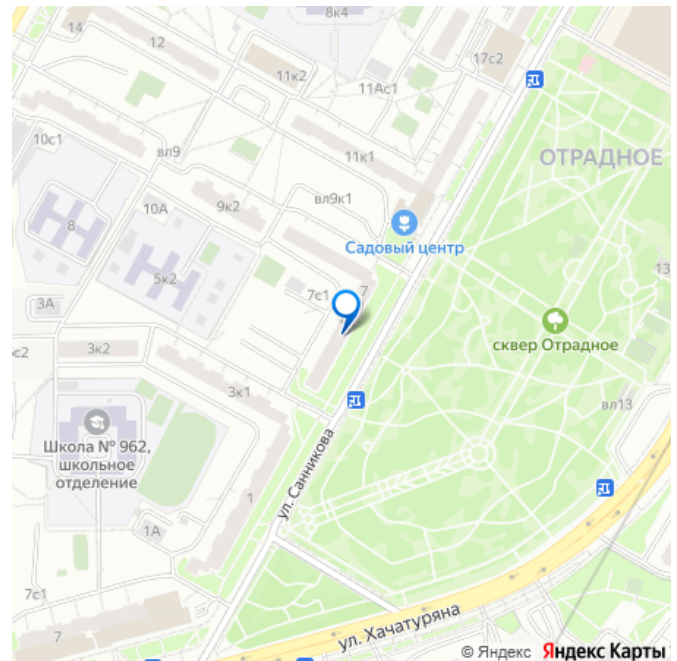 8к4
14
12
17с2
11к2
11Ас1
10с1
вл9
11к1
ОТРАДНОЕ
10А
9к2
вл9к1
8
Садовый центр
5к2
7с1
7
13
3А
с2
3к2
сквер Отрадное
3к1
вл13
Школа № 962,
школьное
отделение
ул. Санникова
1
1А
7с1
7
ул. Хачатуряна
© Яндекс Яндекс Карты